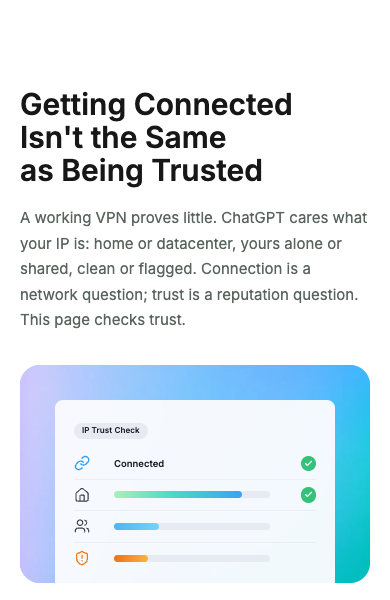 Getting Connected
Isn't the Same
as Being Trusted
A working VPN proves little. ChatGPT cares what
your IP is: home or datacenter, yours alone or
shared, clean or flagged. Connection is a
network question; trust is a reputation question.
This page checks trust.
IP Trust Check
Connected